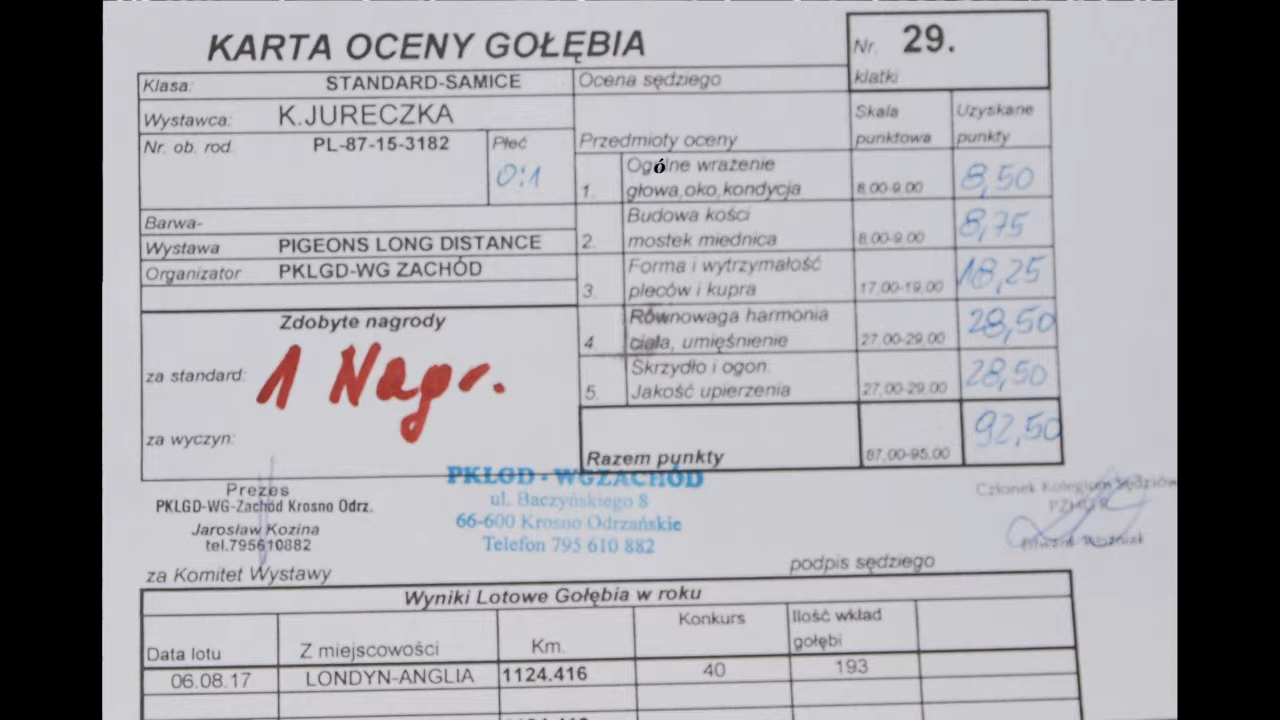 KARTA OCENY GOŁĘBIA
Nr. 29.
klatki
Klasa: STANDARD-SAMICE
Ocena sędziego
Wystawca: K.JURECZKA
Skala punktowa
Uzyskane punkty
Nr. ob. rod. PL-87-15-3182
Płeć
0:1
Przedmioty oceny
1. Ogólne wrażenie
głowa,oko,kondycja 8.00-9.00 8,50
Barwa-
2. Budowa kości
mostek miednica 8.00-9.00 8,75
Wystawa PIGEONS LONG DISTANCE
Organizator PKLGD-WG ZACHÓD
3. Forma i wytrzymałość
pleców i kupra 17.00-19.00 18,25
4. Równowaga harmonia
ciała, umięśnienie 27.00-29.00 28,50
5. Skrzydło i ogon.
Jakość upierzenia 27.00-29.00 28,50
Razem punkty 87,00-95,00 92,50
Zdobyte nagrody
za standard: 1 Nagr.
za wyczyn:
Prezes
PKLGD-WG-Zachód Krosno Odrz.
Jarosław Kozina
tel.795610882
za Komitet Wystawy
PKLGD - WGZACHÓD
ul. Baczyńskiego 8
66-600 Krosno Odrzańskie
Telefon 795 610 882
Członek Kolegium Sędziów
podpis sędziego
Wyniki Lotowe Gołębia w roku
Data lotu Z miejscowości Km. Konkurs Ilość wkład gołębi
06.08.17 LONDYN-ANGLIA 1124.416 40 193